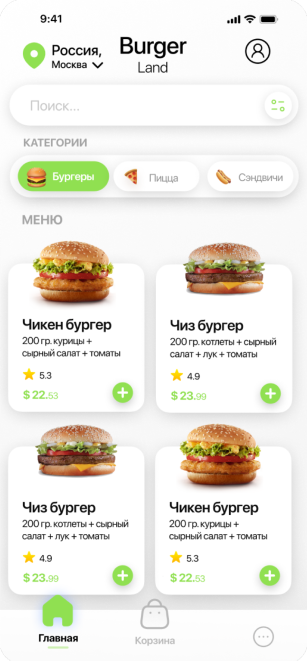 9:41
Россия,
Москва
Burger
Land
Поиск...
КАТЕГОРИИ
Бургеры
Пицца
Сэндвичи
МЕНЮ
Чикен бургер
200 гр. курицы +
сырный салат + томаты
5.3
$ 22.53
Чиз бургер
200 гр. котлеты + сырный
салат + лук + томаты
4.9
$ 23.99
Чиз бургер
200 гр. котлеты + сырный
салат + лук + томаты
4.9
$ 23.99
Чикен бургер
200 гр. курицы +
сырный салат + томаты
5.3
$ 22.53
Главная
Корзина